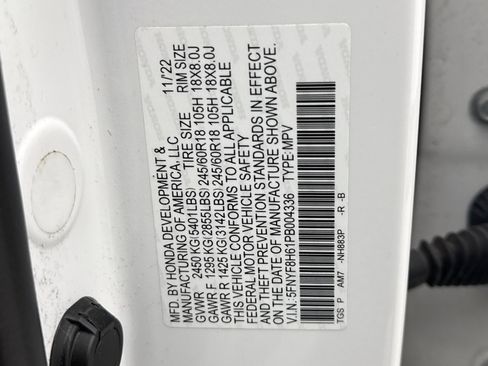 MFD. BY HONDA DEVELOPMENT &
MANUFACTURING OF AMERICA, LLC 11/22
TIRE SIZE RIM SIZE
GVWR 2450 KG(5401LBS)
GAWR F 1295 KG(2855LBS) 245/60R18 105H 18X8.0J
GAWR R 1425 KG(3142LBS) 245/60R18 105H 18X8.0J
THIS VEHICLE CONFORMS TO ALL APPLICABLE
FEDERAL MOTOR VEHICLE SAFETY
AND THEFT PREVENTION STANDARDS IN EFFECT
ON THE DATE OF MANUFACTURE SHOWN ABOVE.
V.I.N.: 5FNYF8H61PB004336 TYPE: MPV
TGS P AM7 -NH883P -R -B